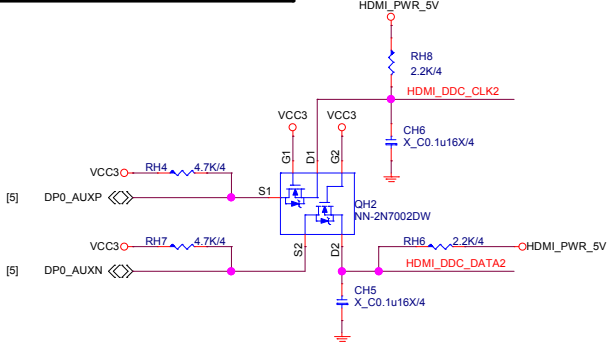 HDMI_PWR_5V
RH8
2.2K/4
HDMI_DDC_CLK2
VCC3 VCC3
CH6
X_C0.1u16X/4
G1 D1 G2
VCC3 RH4 4.7K/4
[5] DP0_AUXP S1
QH2
NN-2N7002DW
VCC3 RH7 4.7K/4 S2 D2 RH6 2.2K/4 HDMI_PWR_5V
[5] DP0_AUXN HDMI_DDC_DATA2
CH5
X_C0.1u16X/4